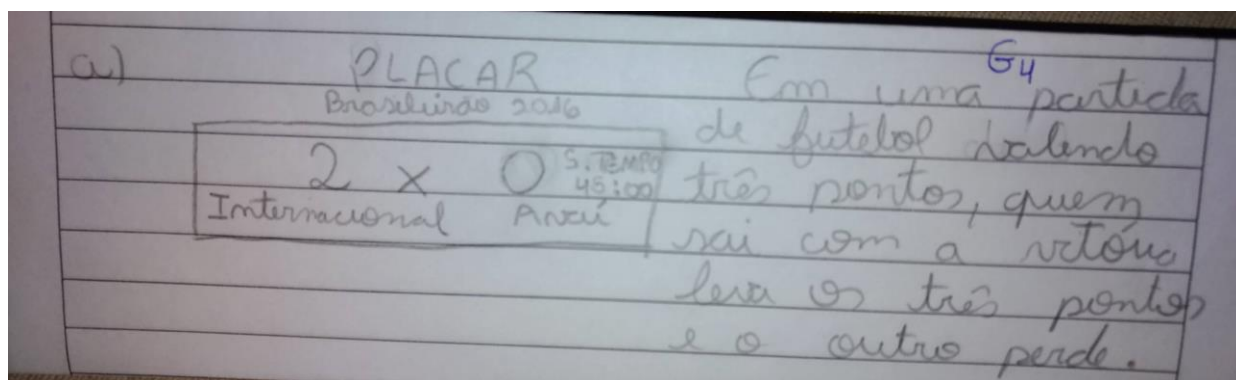 G4
a) PLACAR
Brasileirão 2016
2 x 0 S. TEMPO
45:00
Internacional Avaí
Em uma partida
de futebol valendo
três pontos, quem
sai com a vitória
leva os três pontos
e o outro perde.